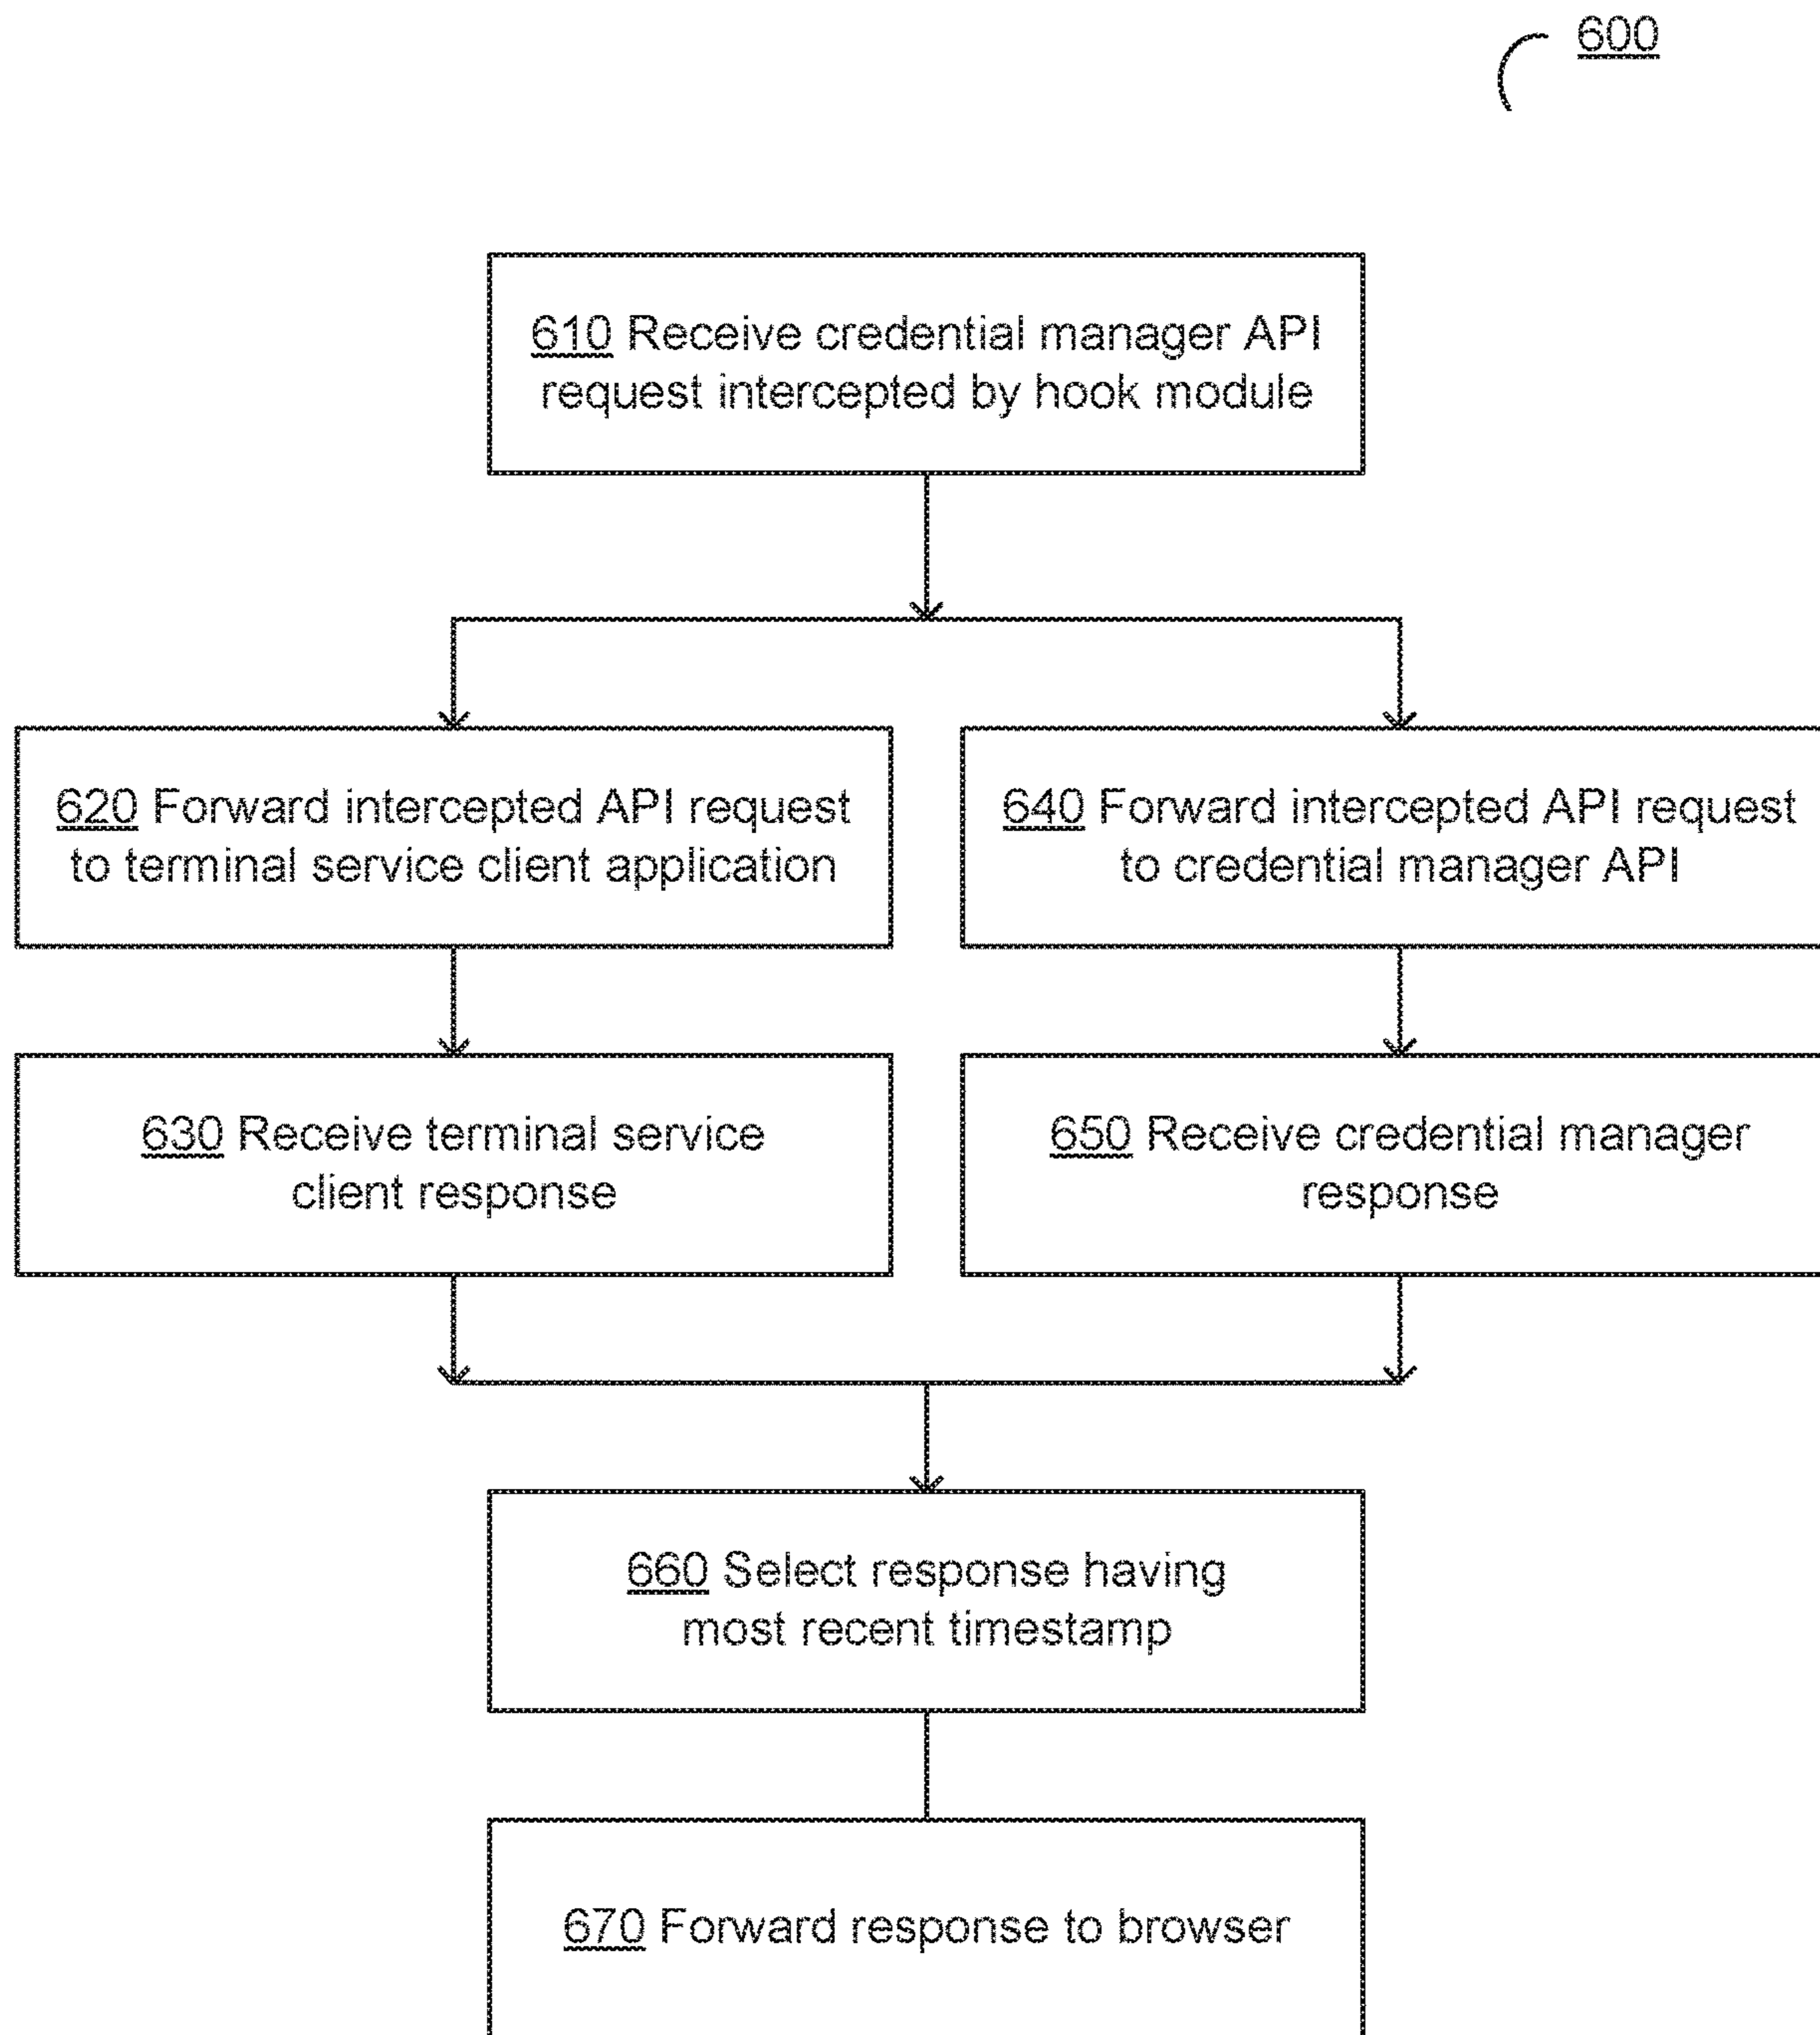 600
610 Receive credential manager API
request intercepted by hook module
620 Forward intercepted API request
to terminal service client application
640 Forward intercepted API request
to credential manager API
630 Receive terminal service
client response
650 Receive credential manager
response
660 Select response having
most recent timestamp
670 Forward response to browser